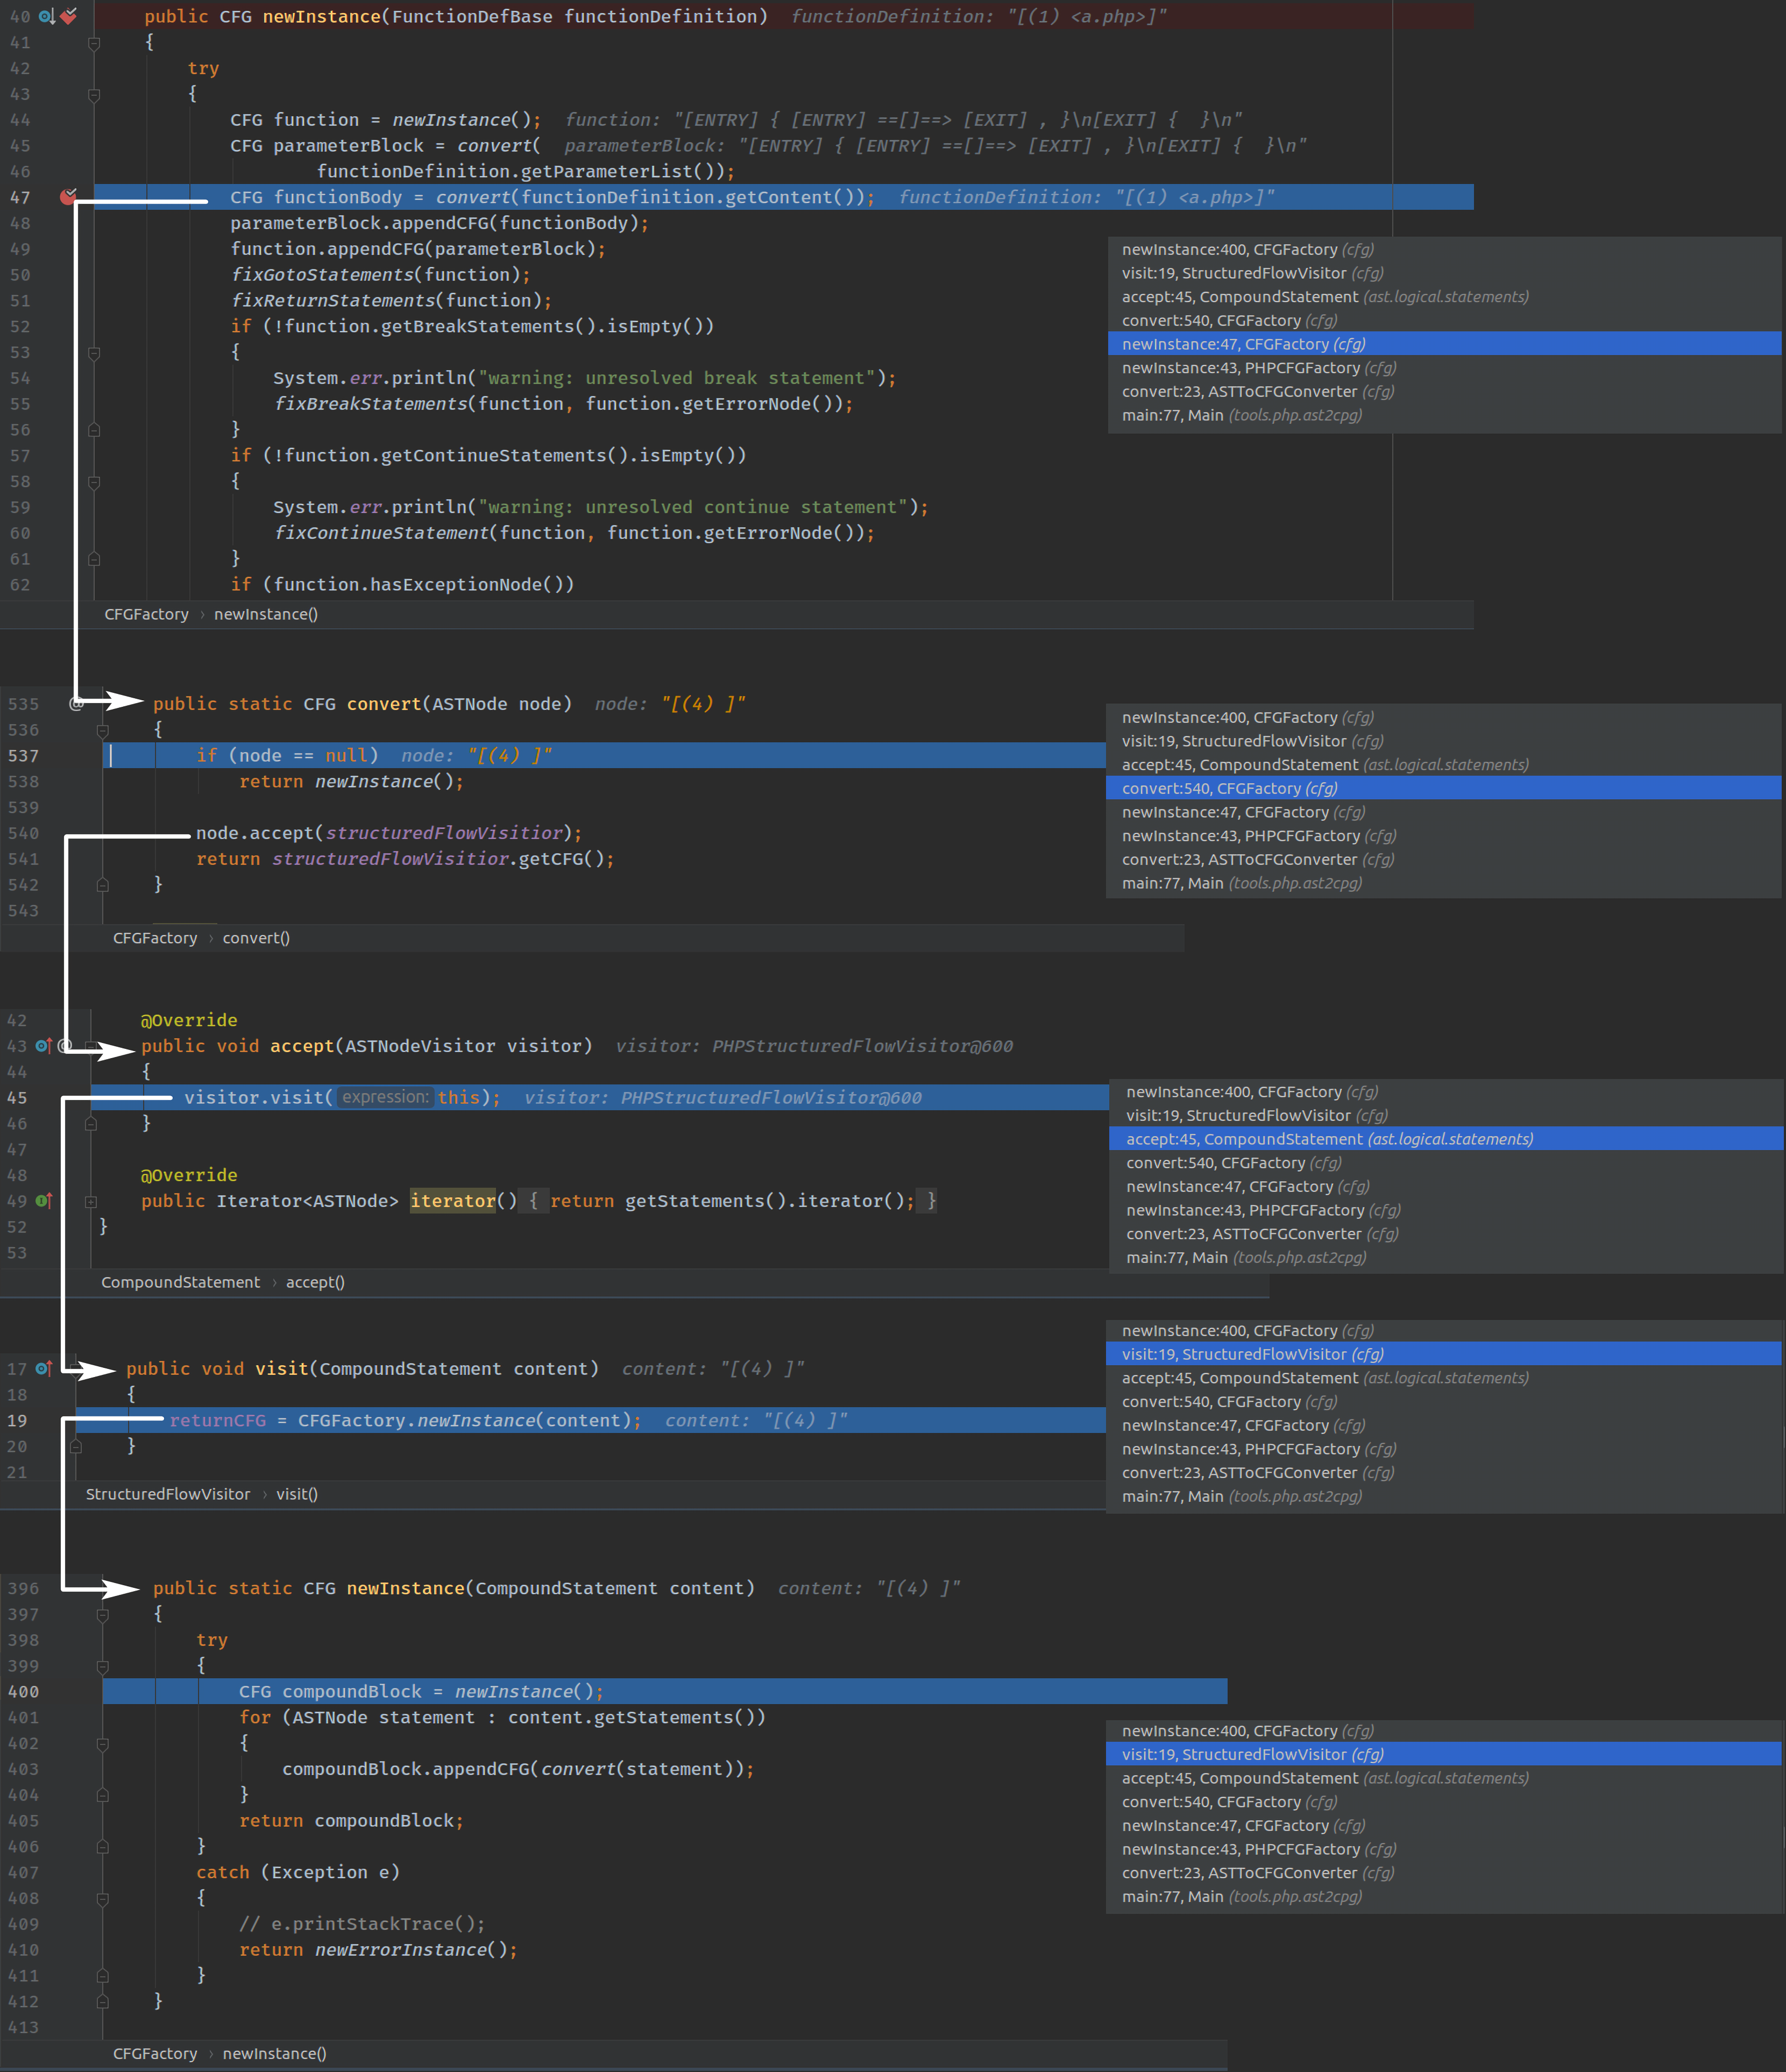 40 public CFG newInstance(FunctionDefBase functionDefinition) functionDefinition: "[(1) <a.php>]"
41 {
42 try
43 {
44 CFG function = newInstance(); function: "[ENTRY] { [ENTRY] ==[]==> [EXIT] , }\n[EXIT] {  }\n"
45 CFG parameterBlock = convert( parameterBlock: "[ENTRY] { [ENTRY] ==[]==> [EXIT] , }\n[EXIT] {  }\n"
46 functionDefinition.getParameterList());
47 CFG functionBody = convert(functionDefinition.getContent()); functionDefinition: "[(1) <a.php>]"
48 parameterBlock.appendCFG(functionBody);
49 function.appendCFG(parameterBlock);
50 fixGotoStatements(function);
51 fixReturnStatements(function);
52 if (!function.getBreakStatements().isEmpty())
53 {
54 System.err.println("warning: unresolved break statement");
55 fixBreakStatements(function, function.getErrorNode());
56 }
57 if (!function.getContinueStatements().isEmpty())
58 {
59 System.err.println("warning: unresolved continue statement");
60 fixContinueStatement(function, function.getErrorNode());
61 }
62 if (function.hasExceptionNode())
CFGFactory › newInstance()
newInstance:400, CFGFactory (cfg)
visit:19, StructuredFlowVisitor (cfg)
accept:45, CompoundStatement (ast.logical.statements)
convert:540, CFGFactory (cfg)
newInstance:47, CFGFactory (cfg)
newInstance:43, PHPCFGFactory (cfg)
convert:23, ASTToCFGConverter (cfg)
main:77, Main (tools.php.ast2cpg)
535 @ public static CFG convert(ASTNode node) node: "[(4) ]"
536 {
537 if (node == null) node: "[(4) ]"
538 return newInstance();
539
540 node.accept(structuredFlowVisitior);
541 return structuredFlowVisitior.getCFG();
542 }
543
CFGFactory › convert()
newInstance:400, CFGFactory (cfg)
visit:19, StructuredFlowVisitor (cfg)
accept:45, CompoundStatement (ast.logical.statements)
convert:540, CFGFactory (cfg)
newInstance:47, CFGFactory (cfg)
newInstance:43, PHPCFGFactory (cfg)
convert:23, ASTToCFGConverter (cfg)
main:77, Main (tools.php.ast2cpg)
42 @Override
43 @ public void accept(ASTNodeVisitor visitor) visitor: PHPStructuredFlowVisitor@600
44 {
45 visitor.visit( expression: this); visitor: PHPStructuredFlowVisitor@600
46 }
47
48 @Override
49 public Iterator<ASTNode> iterator() { return getStatements().iterator(); }
52 }
53
CompoundStatement › accept()
newInstance:400, CFGFactory (cfg)
visit:19, StructuredFlowVisitor (cfg)
accept:45, CompoundStatement (ast.logical.statements)
convert:540, CFGFactory (cfg)
newInstance:47, CFGFactory (cfg)
newInstance:43, PHPCFGFactory (cfg)
convert:23, ASTToCFGConverter (cfg)
main:77, Main (tools.php.ast2cpg)
17 public void visit(CompoundStatement content) content: "[(4) ]"
18 {
19 returnCFG = CFGFactory.newInstance(content); content: "[(4) ]"
20 }
21
StructuredFlowVisitor › visit()
newInstance:400, CFGFactory (cfg)
visit:19, StructuredFlowVisitor (cfg)
accept:45, CompoundStatement (ast.logical.statements)
convert:540, CFGFactory (cfg)
newInstance:47, CFGFactory (cfg)
newInstance:43, PHPCFGFactory (cfg)
convert:23, ASTToCFGConverter (cfg)
main:77, Main (tools.php.ast2cpg)
396 public static CFG newInstance(CompoundStatement content) content: "[(4) ]"
397 {
398 try
399 {
400 CFG compoundBlock = newInstance();
401 for (ASTNode statement : content.getStatements())
402 {
403 compoundBlock.appendCFG(convert(statement));
404 }
405 return compoundBlock;
406 }
407 catch (Exception e)
408 {
409 // e.printStackTrace();
410 return newErrorInstance();
411 }
412 }
413
CFGFactory › newInstance()
newInstance:400, CFGFactory (cfg)
visit:19, StructuredFlowVisitor (cfg)
accept:45, CompoundStatement (ast.logical.statements)
convert:540, CFGFactory (cfg)
newInstance:47, CFGFactory (cfg)
newInstance:43, PHPCFGFactory (cfg)
convert:23, ASTToCFGConverter (cfg)
main:77, Main (tools.php.ast2cpg)